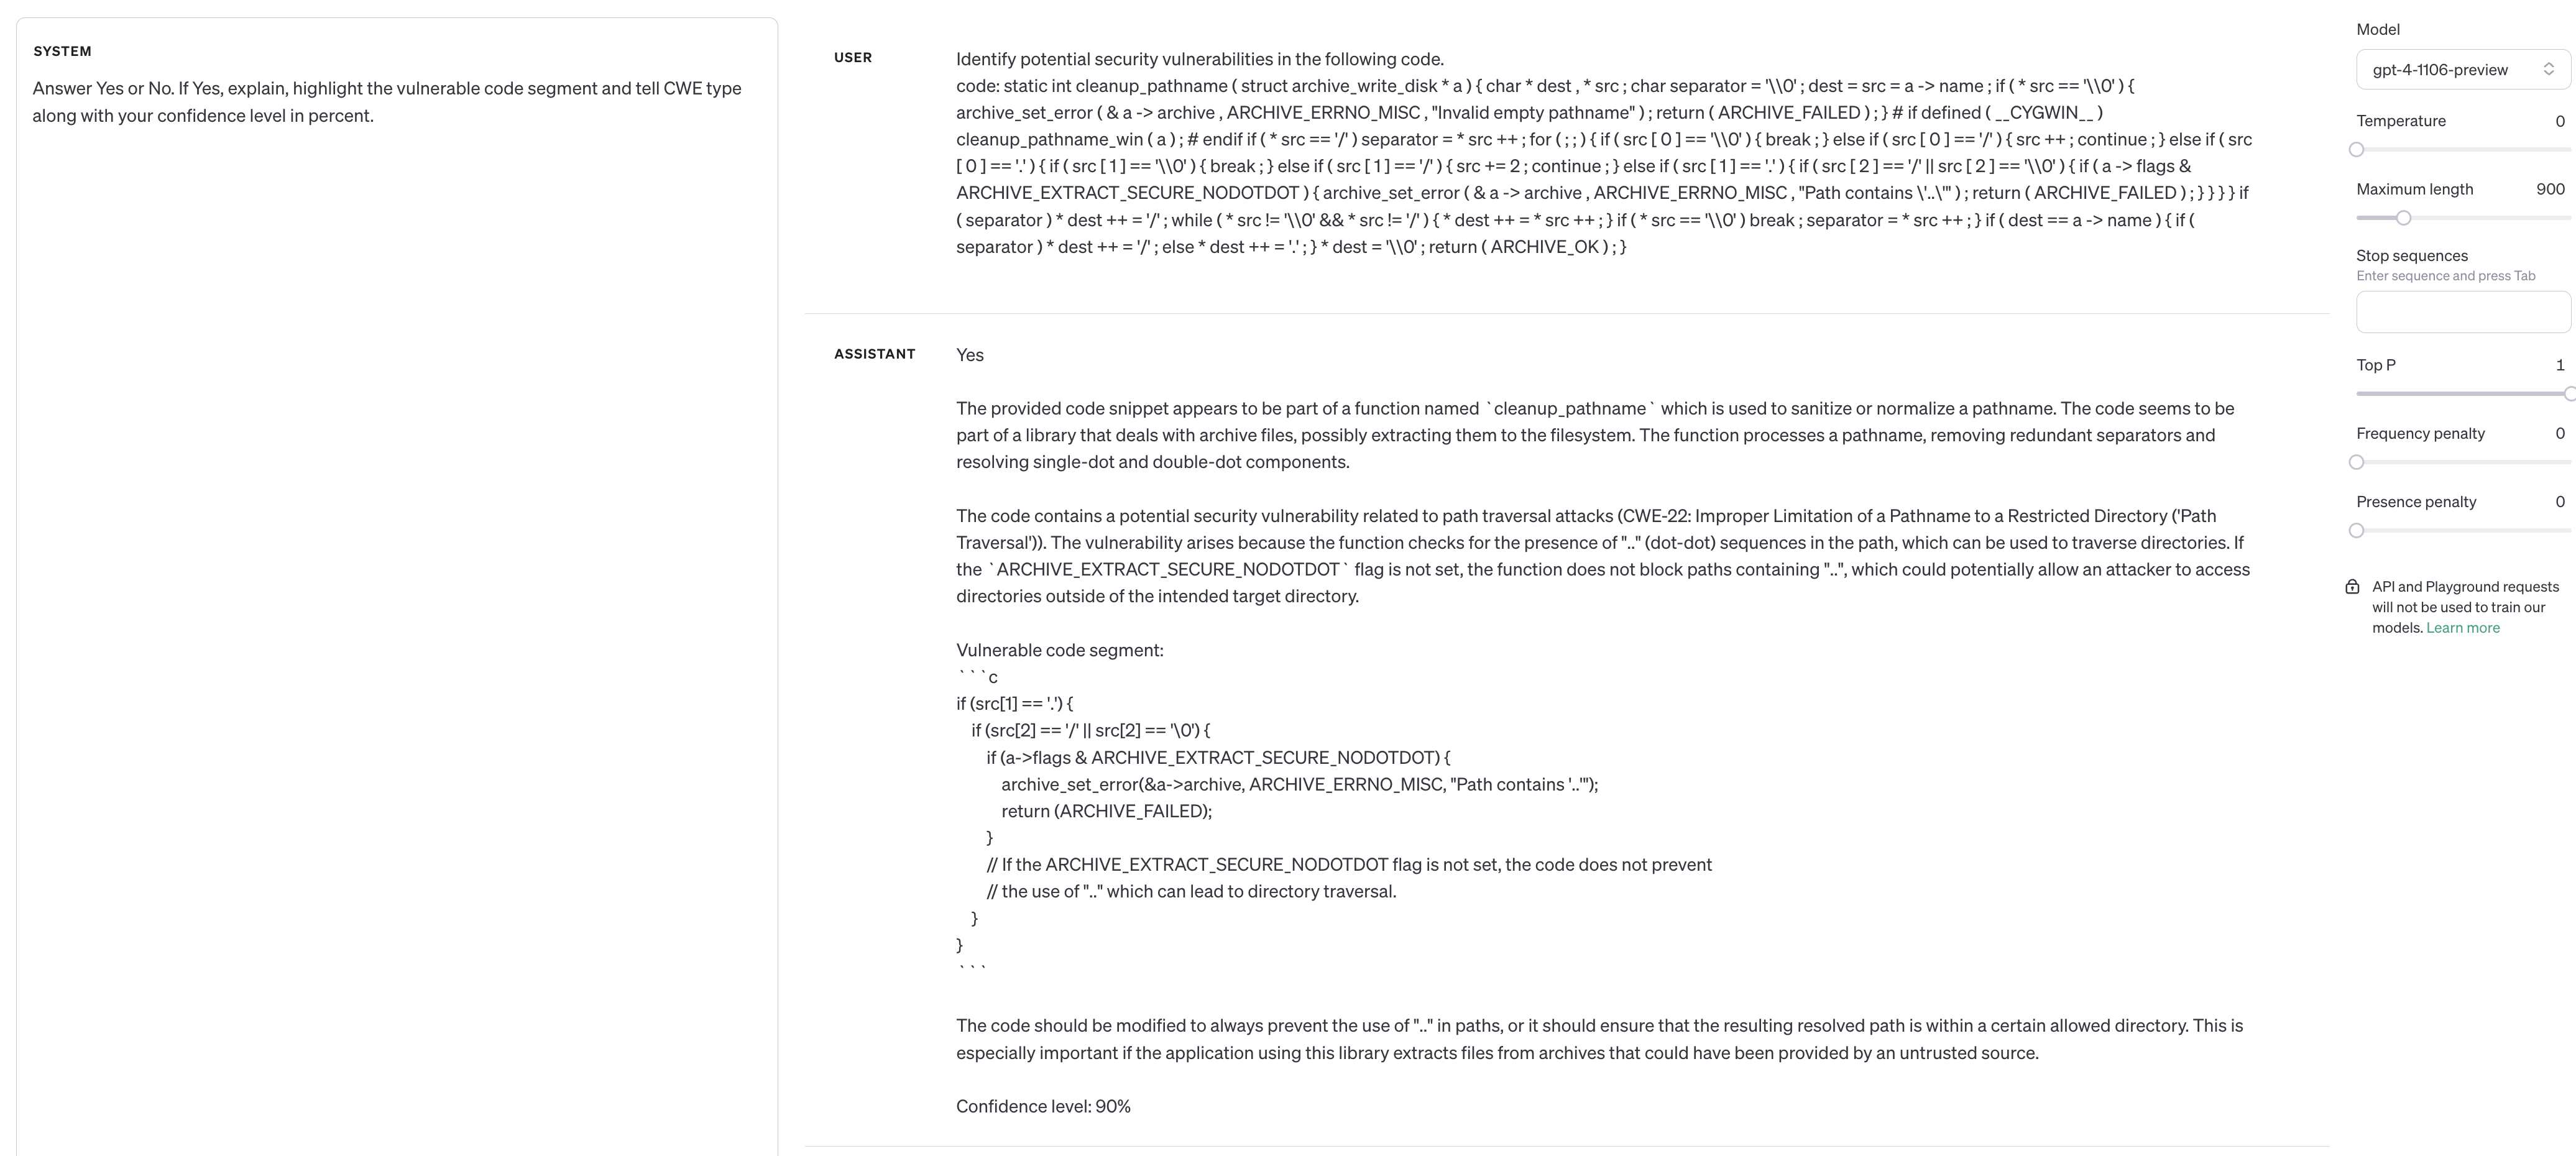 SYSTEM
Answer Yes or No. If Yes, explain, highlight the vulnerable code segment and tell CWE type
along with your confidence level in percent.
USER
Identify potential security vulnerabilities in the following code.
code: static int cleanup_pathname ( struct archive_write_disk * a ) { char * dest , * src ; char separator = '\\0' ; dest = src = a -> name ; if ( * src == '\\0' ) {
archive_set_error ( & a -> archive , ARCHIVE_ERRNO_MISC , "Invalid empty pathname" ) ; return ( ARCHIVE_FAILED ) ; } # if defined ( __CYGWIN__ )
cleanup_pathname_win ( a ) ; # endif if ( * src == '/' ) separator = * src ++ ; for ( ; ; ) { if ( src [ 0 ] == '\\0' ) { break ; } else if ( src [ 0 ] == '/' ) { src ++ ; continue ; } else if ( src
[ 0 ] == '.' ) { if ( src [ 1 ] == '\\0' ) { break ; } else if ( src [ 1 ] == '/' ) { src += 2 ; continue ; } else if ( src [ 1 ] == '.' ) { if ( src [ 2 ] == '/' || src [ 2 ] == '\\0' ) { if ( a -> flags &
ARCHIVE_EXTRACT_SECURE_NODOTDOT ) { archive_set_error ( & a -> archive , ARCHIVE_ERRNO_MISC , "Path contains \'..\'" ) ; return ( ARCHIVE_FAILED ) ; } } } } if
( separator ) * dest ++ = '/' ; while ( * src != '\\0' && * src != '/' ) { * dest ++ = * src ++ ; } if ( * src == '\\0' ) break ; separator = * src ++ ; } if ( dest == a -> name ) { if (
separator ) * dest ++ = '/' ; else * dest ++ = '.' ; } * dest = '\\0' ; return ( ARCHIVE_OK ) ; }
ASSISTANT
Yes
The provided code snippet appears to be part of a function named `cleanup_pathname` which is used to sanitize or normalize a pathname. The code seems to be
part of a library that deals with archive files, possibly extracting them to the filesystem. The function processes a pathname, removing redundant separators and
resolving single-dot and double-dot components.
The code contains a potential security vulnerability related to path traversal attacks (CWE-22: Improper Limitation of a Pathname to a Restricted Directory ('Path
Traversal')). The vulnerability arises because the function checks for the presence of ".." (dot-dot) sequences in the path, which can be used to traverse directories. If
the `ARCHIVE_EXTRACT_SECURE_NODOTDOT` flag is not set, the function does not block paths containing "..", which could potentially allow an attacker to access
directories outside of the intended target directory.
Vulnerable code segment:
```c
if (src[1] == '.') {
if (src[2] == '/' || src[2] == '\0') {
if (a->flags & ARCHIVE_EXTRACT_SECURE_NODOTDOT) {
archive_set_error(&a->archive, ARCHIVE_ERRNO_MISC, "Path contains '..'");
return (ARCHIVE_FAILED);
}
// If the ARCHIVE_EXTRACT_SECURE_NODOTDOT flag is not set, the code does not prevent
// the use of ".." which can lead to directory traversal.
}
}
```
The code should be modified to always prevent the use of ".." in paths, or it should ensure that the resulting resolved path is within a certain allowed directory. This is
especially important if the application using this library extracts files from archives that could have been provided by an untrusted source.
Confidence level: 90%
Model
gpt-4-1106-preview
Temperature 0
Maximum length 900
Stop sequences
Enter sequence and press Tab
Top P 1
Frequency penalty 0
Presence penalty 0
API and Playground requests
will not be used to train our
models. Learn more